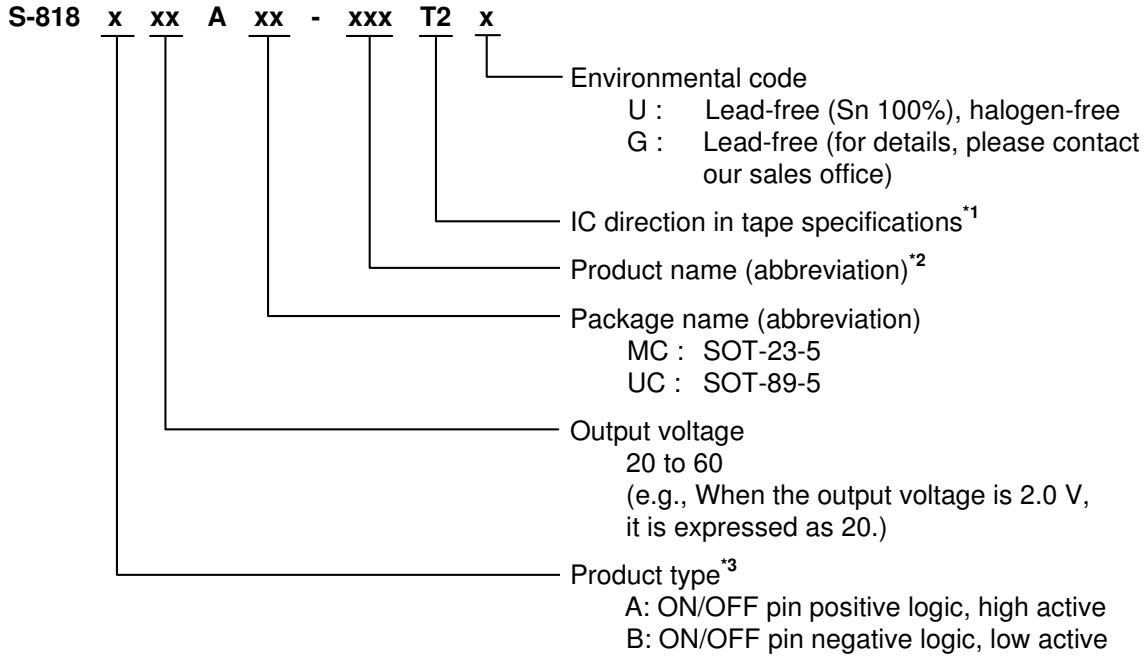 S-818 x xx A xx - xxx T2 x
Environmental code
U : Lead-free (Sn 100%), halogen-free
G : Lead-free (for details, please contact
our sales office)
IC direction in tape specifications*1
Product name (abbreviation)*2
Package name (abbreviation)
MC : SOT-23-5
UC : SOT-89-5
Output voltage
20 to 60
(e.g., When the output voltage is 2.0 V,
it is expressed as 20.)
Product type*3
A: ON/OFF pin positive logic, high active
B: ON/OFF pin negative logic, low active